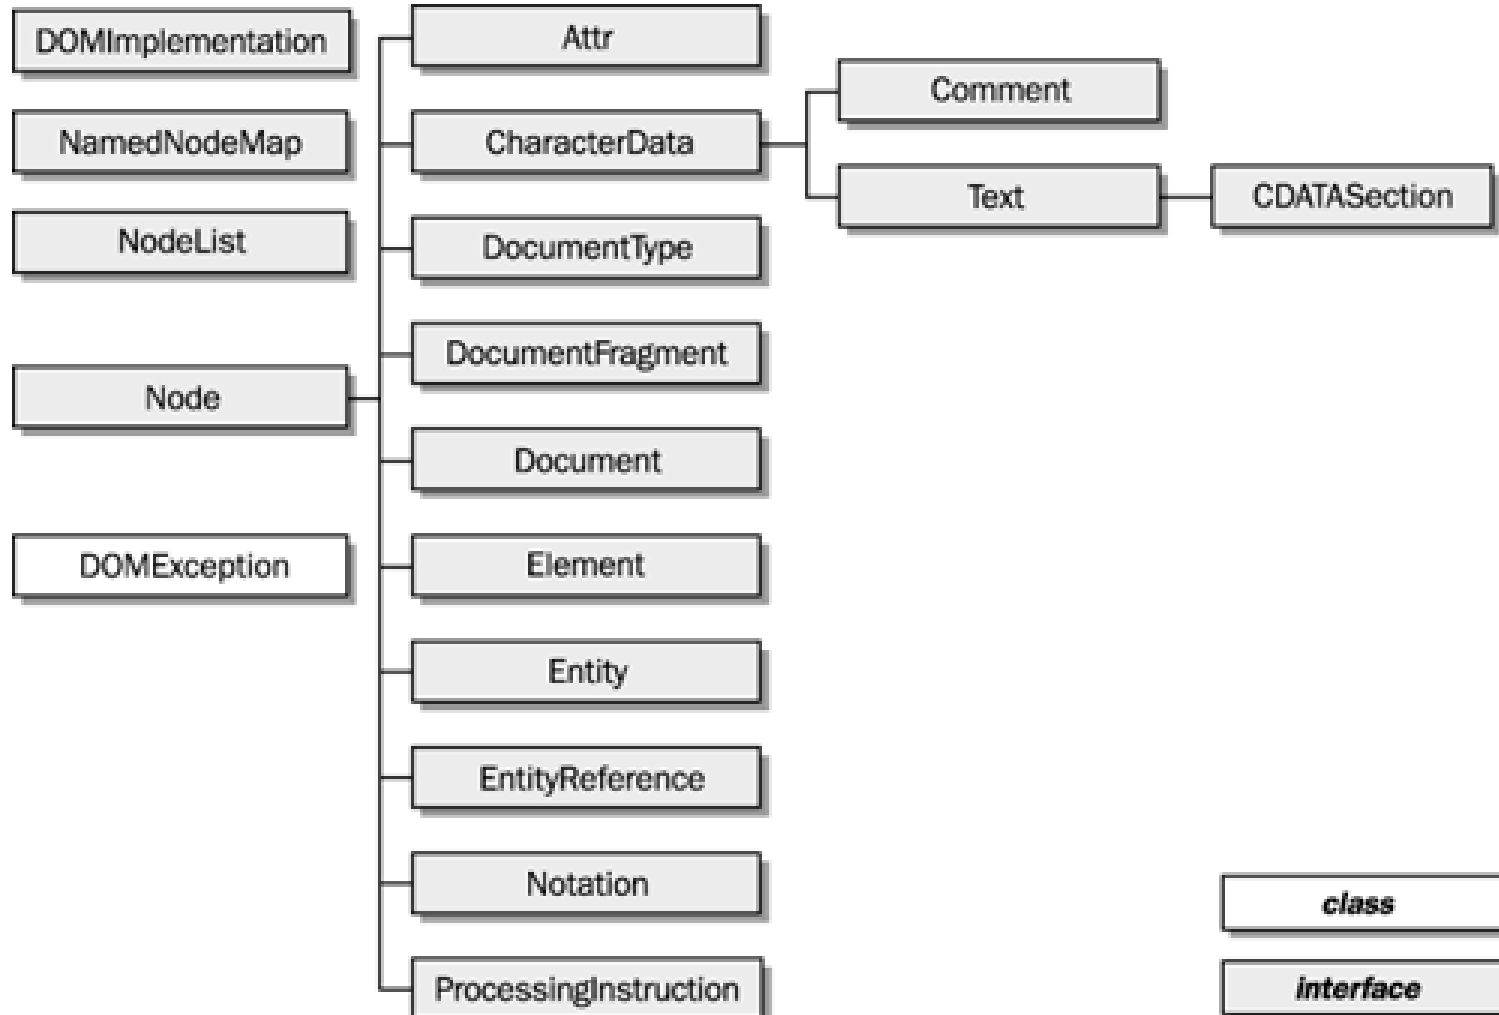 DOMImplementation
NamedNodeMap
NodeList
Node
DOMException
Attr
CharacterData
DocumentType
DocumentFragment
Document
Element
Entity
EntityReference
Notation
ProcessingInstruction
Comment
Text
CDATASection
class
interface